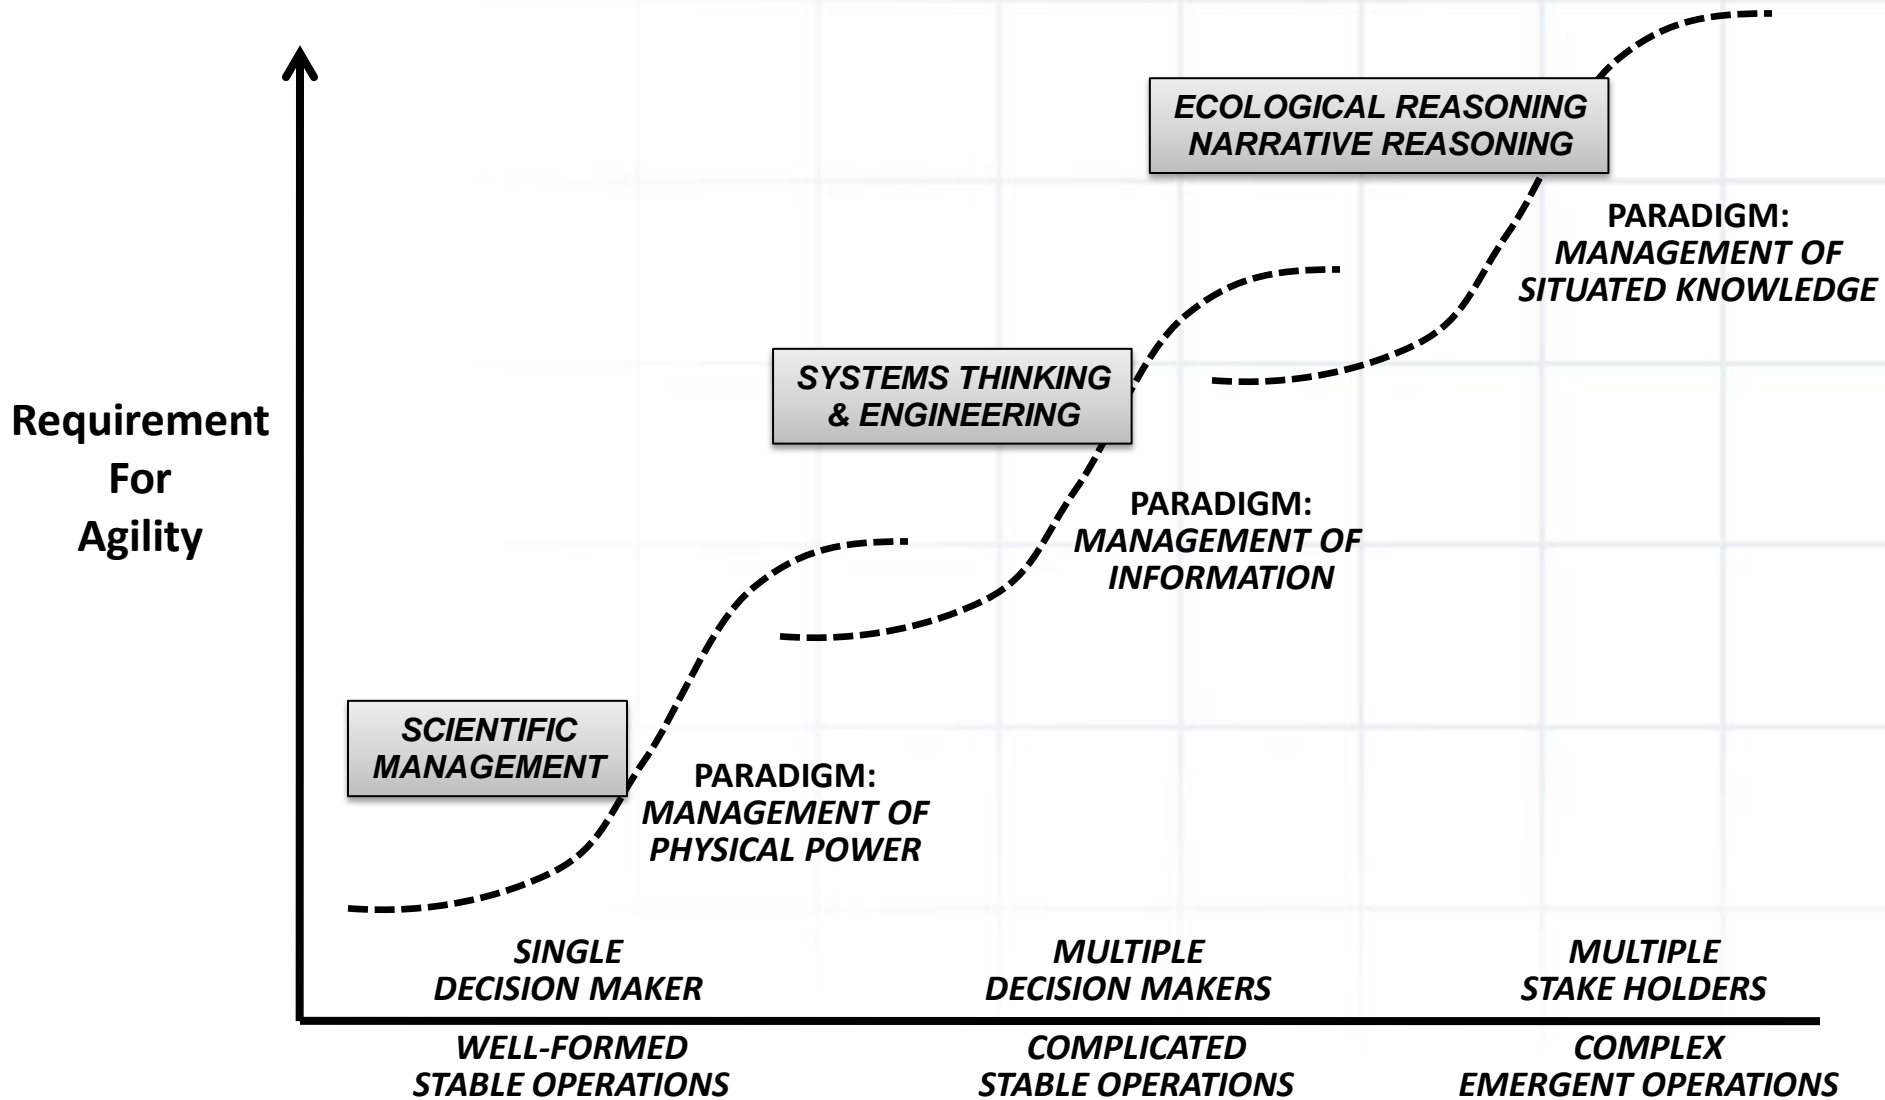 ECOLOGICAL REASONING
NARRATIVE REASONING
PARADIGM:
MANAGEMENT OF
SITUATED KNOWLEDGE
SYSTEMS THINKING
& ENGINEERING
PARADIGM:
MANAGEMENT OF
INFORMATION
Requirement
For
Agility
SCIENTIFIC
MANAGEMENT
PARADIGM:
MANAGEMENT OF
PHYSICAL POWER
SINGLE
DECISION MAKER
MULTIPLE
DECISION MAKERS
MULTIPLE
STAKE HOLDERS
WELL-FORMED
STABLE OPERATIONS
COMPLICATED
STABLE OPERATIONS
COMPLEX
EMERGENT OPERATIONS